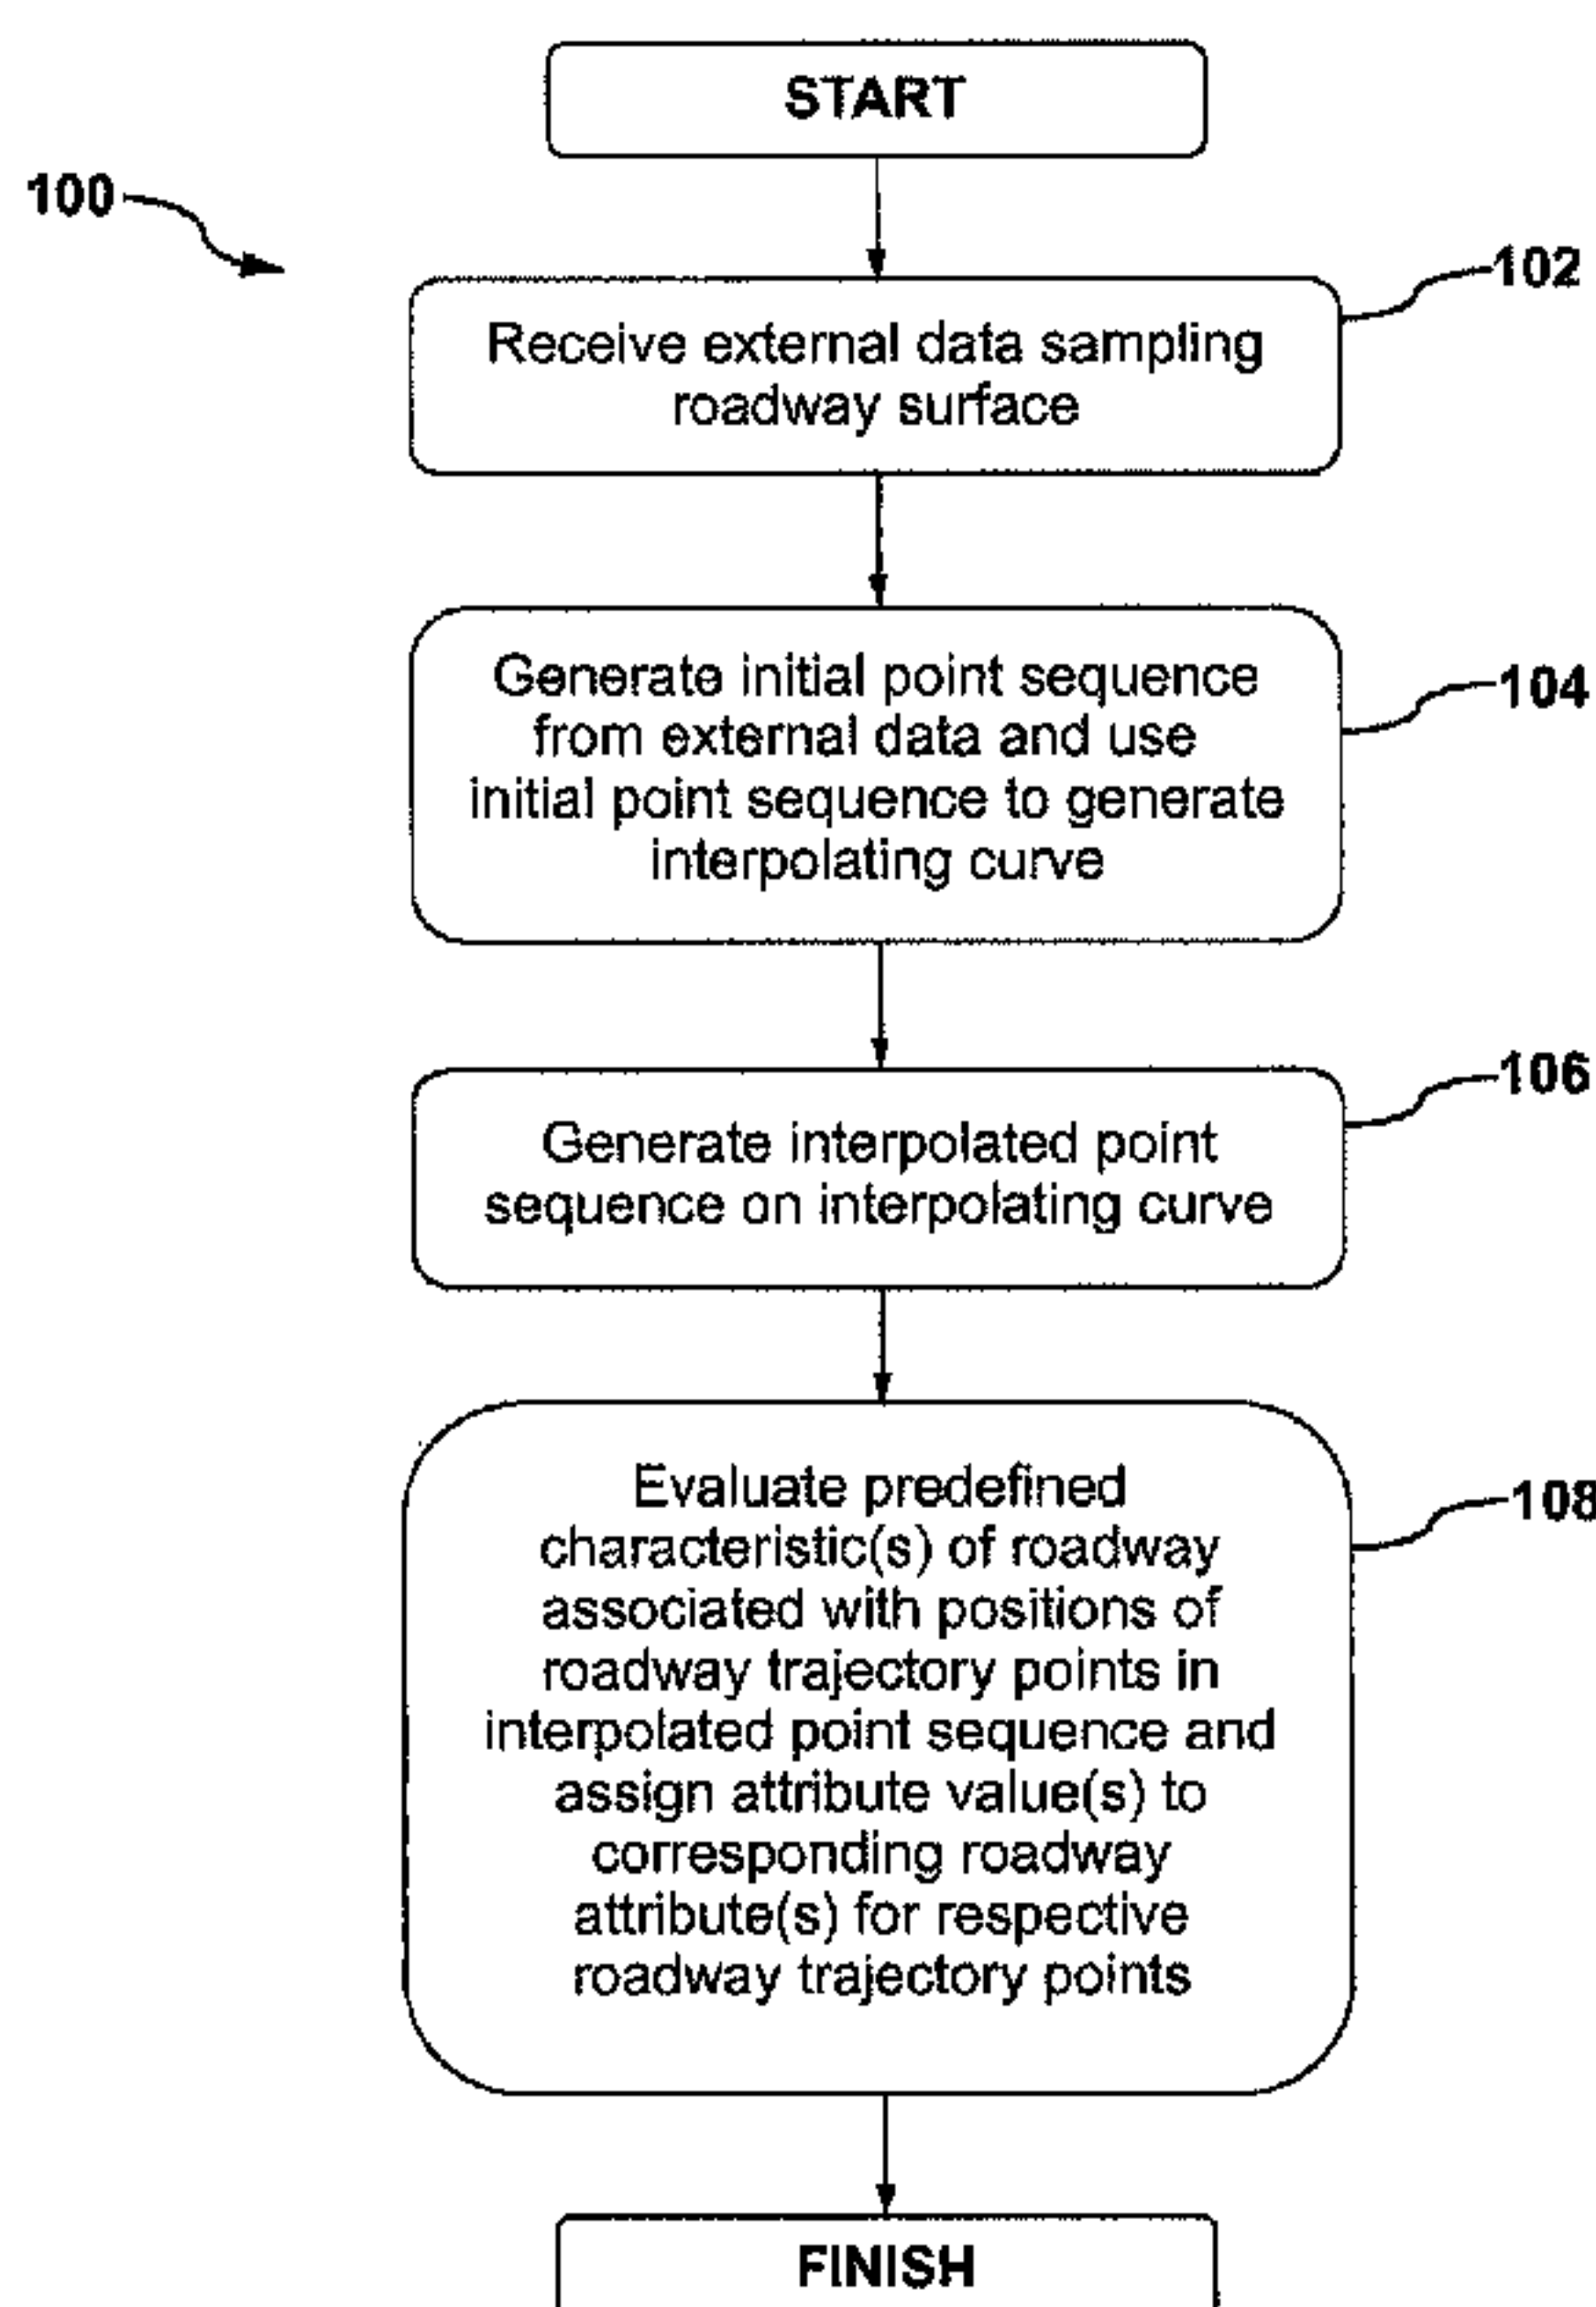 START
100
102
Receive external data sampling
roadway surface
104
Generate initial point sequence
from external data and use
initial point sequence to generate
interpolating curve
106
Generate interpolated point
sequence on interpolating curve
108
Evaluate predefined
characteristic(s) of roadway
associated with positions of
roadway trajectory points in
interpolated point sequence and
assign attribute value(s) to
corresponding roadway
attribute(s) for respective
roadway trajectory points
FINISH